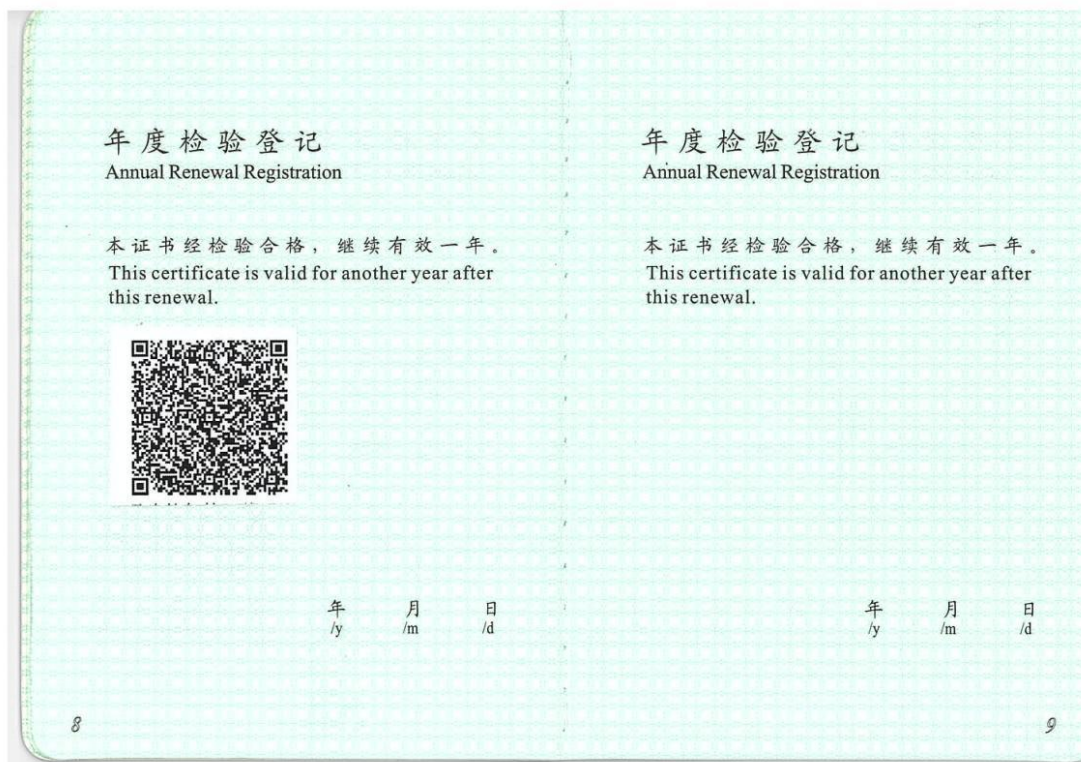 年度检验登记
Annual Renewal Registration
本证书经检验合格，继续有效一年。
This certificate is valid for another year after
this renewal.
年 月 日
/y /m /d
8
年度检验登记
Annual Renewal Registration
本证书经检验合格，继续有效一年。
This certificate is valid for another year after
this renewal.
年 月 日
/y /m /d
9